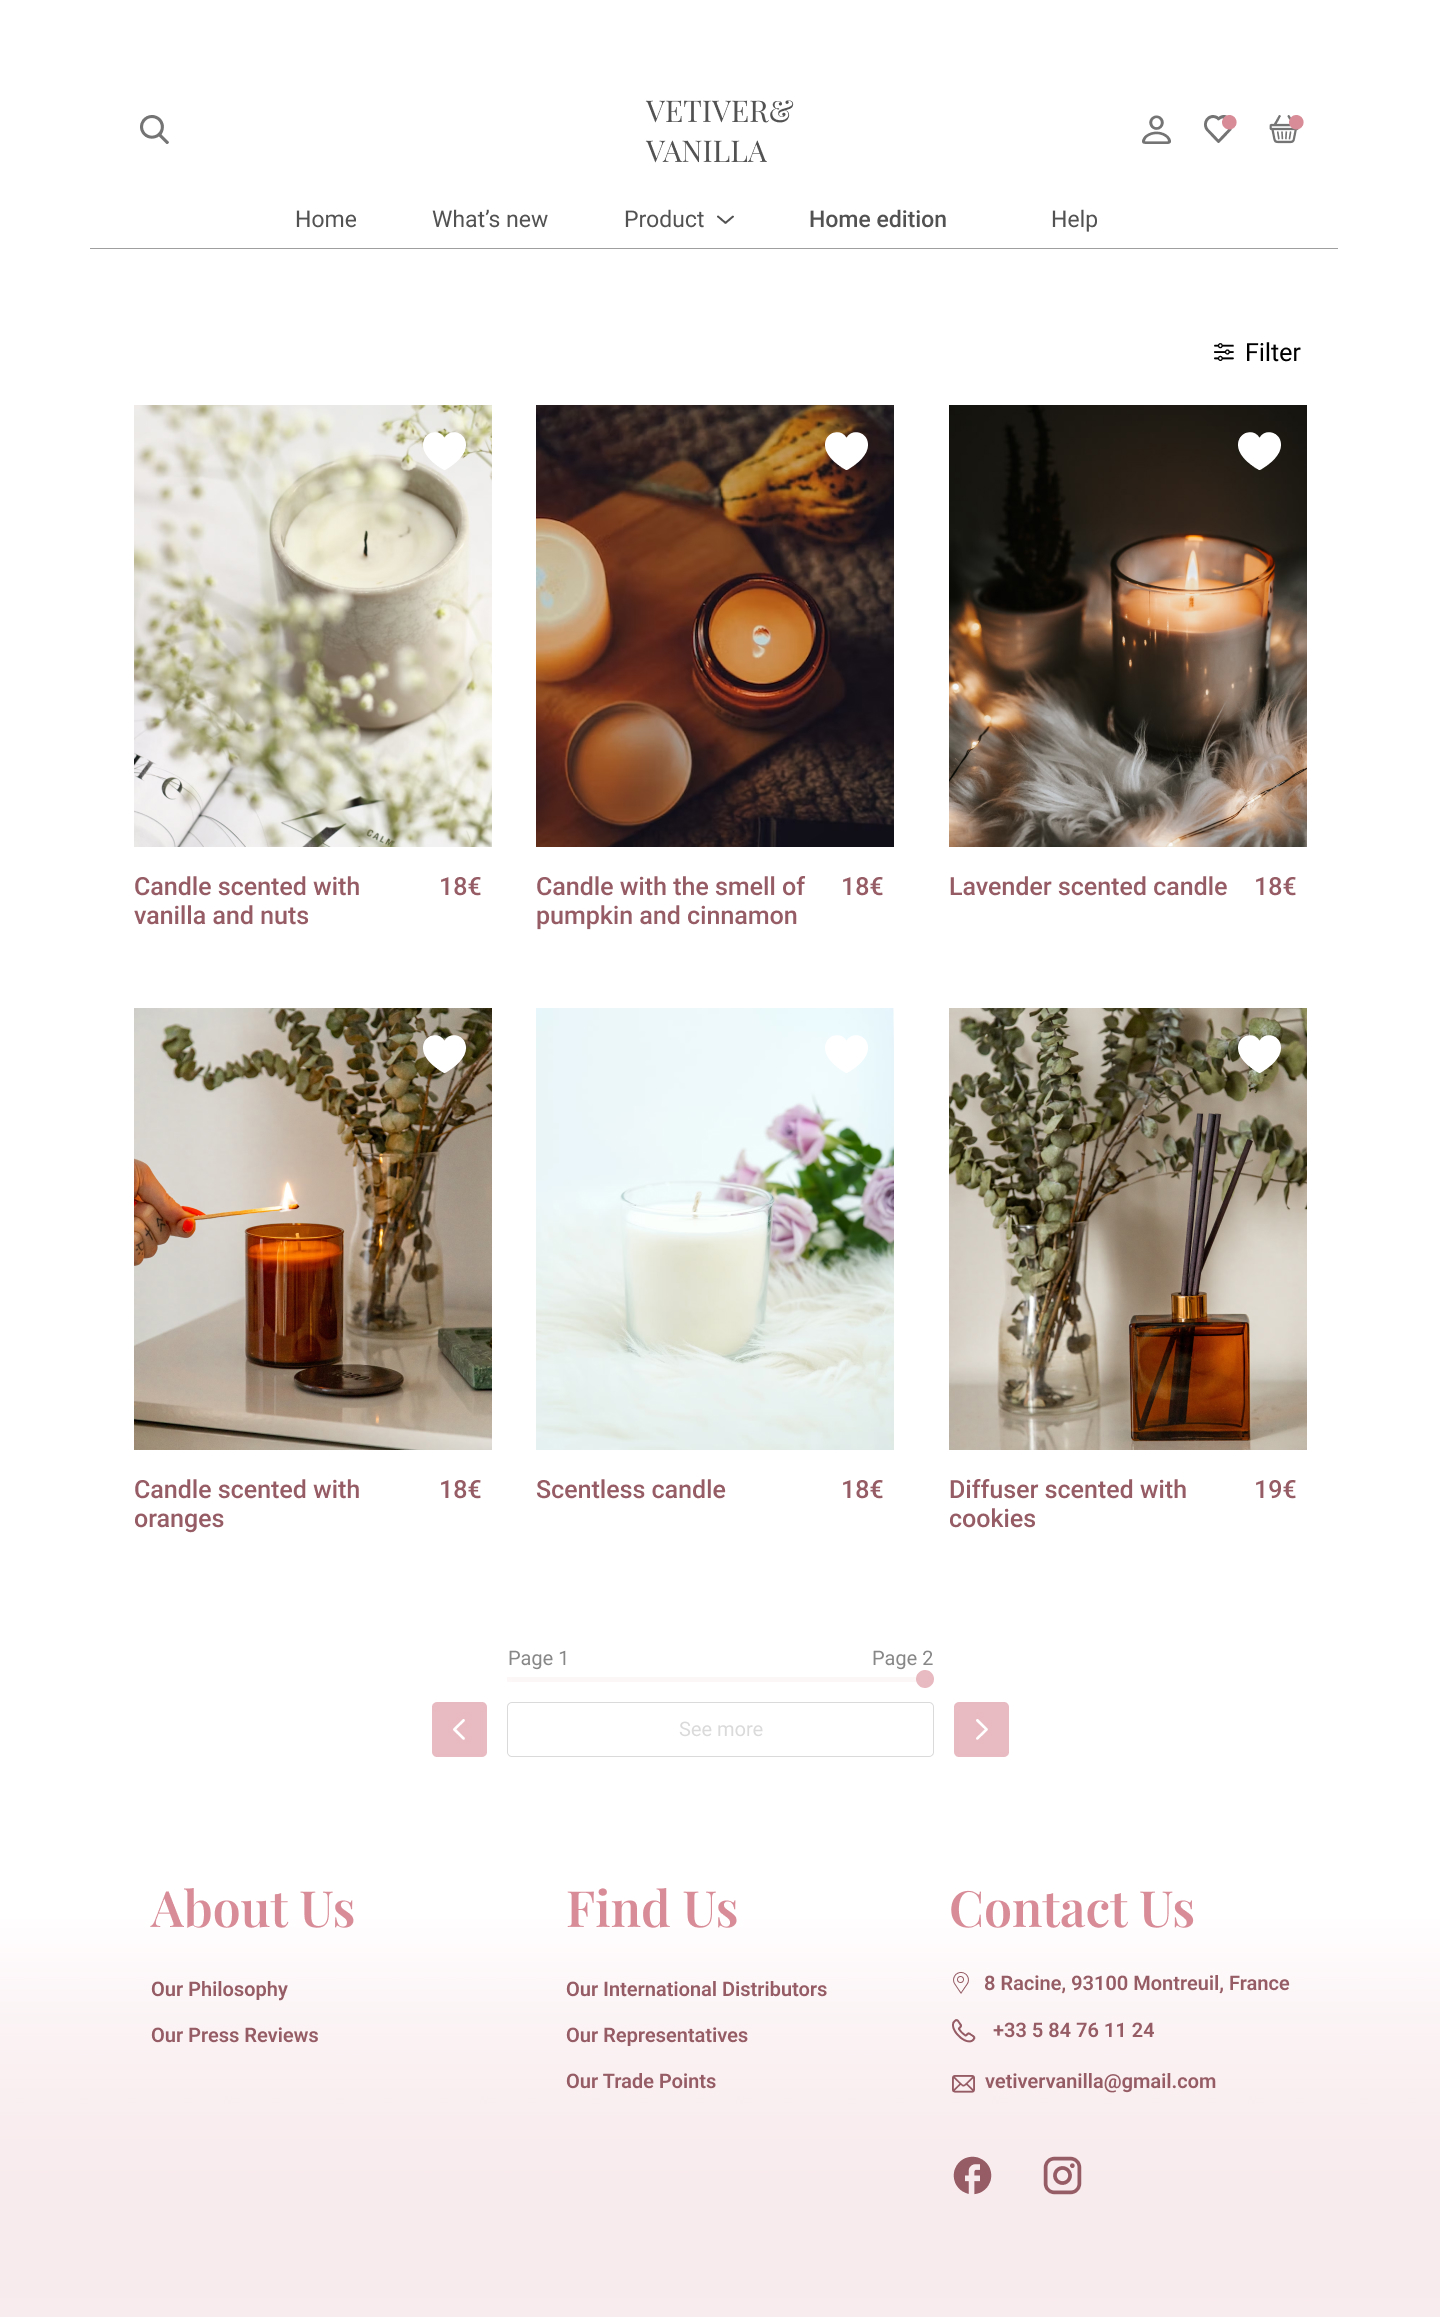 VETIVER&
VANILLA
Home What’s new Product Home edition Help
Filter
CALM
Candle scented with 18€
vanilla and nuts
Candle with the smell of 18€
pumpkin and cinnamon
Lavender scented candle 18€
Candle scented with 18€
oranges
Scentless candle 18€
Diffuser scented with 19€
cookies
Page 1 Page 2
See more
About Us
Our Philosophy
Our Press Reviews
Find Us
Our International Distributors
Our Representatives
Our Trade Points
Contact Us
8 Racine, 93100 Montreuil, France
+33 5 84 76 11 24
vetivervanilla@gmail.com